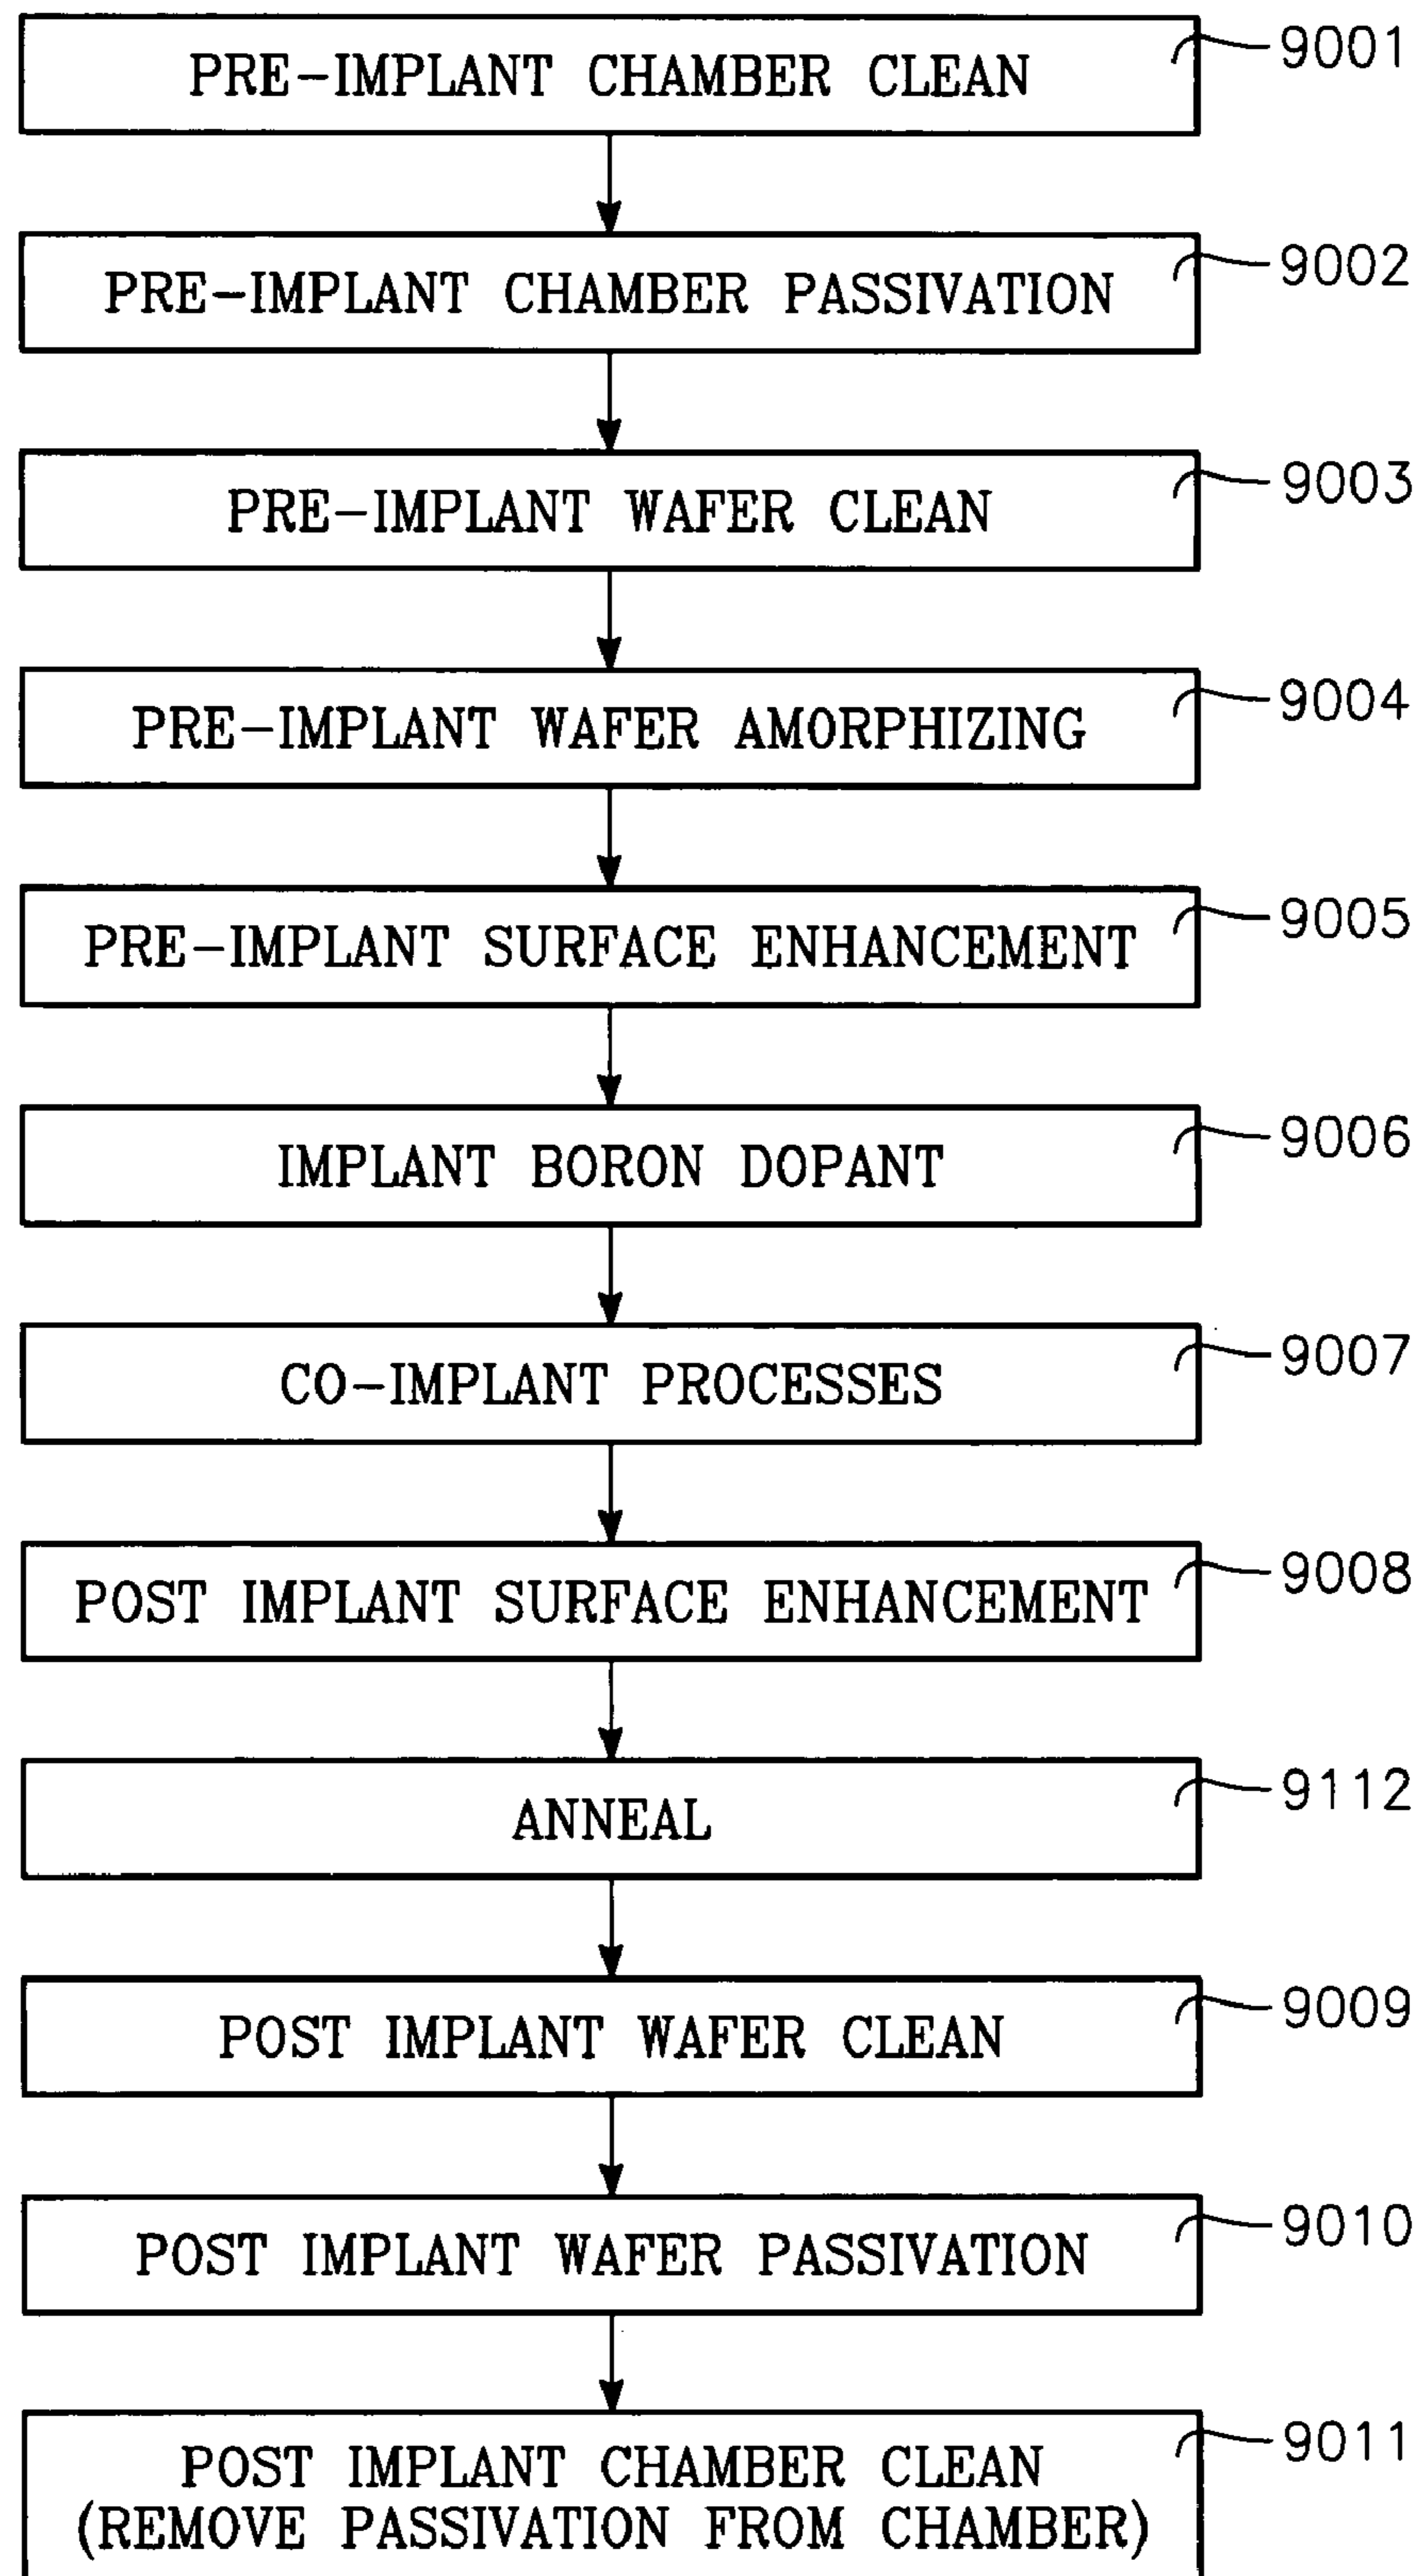 PRE-IMPLANT CHAMBER CLEAN 9001
PRE-IMPLANT CHAMBER PASSIVATION 9002
PRE-IMPLANT WAFER CLEAN 9003
PRE-IMPLANT WAFER AMORPHIZING 9004
PRE-IMPLANT SURFACE ENHANCEMENT 9005
IMPLANT BORON DOPANT 9006
CO-IMPLANT PROCESSES 9007
POST IMPLANT SURFACE ENHANCEMENT 9008
ANNEAL 9112
POST IMPLANT WAFER CLEAN 9009
POST IMPLANT WAFER PASSIVATION 9010
POST IMPLANT CHAMBER CLEAN 9011
(REMOVE PASSIVATION FROM CHAMBER)